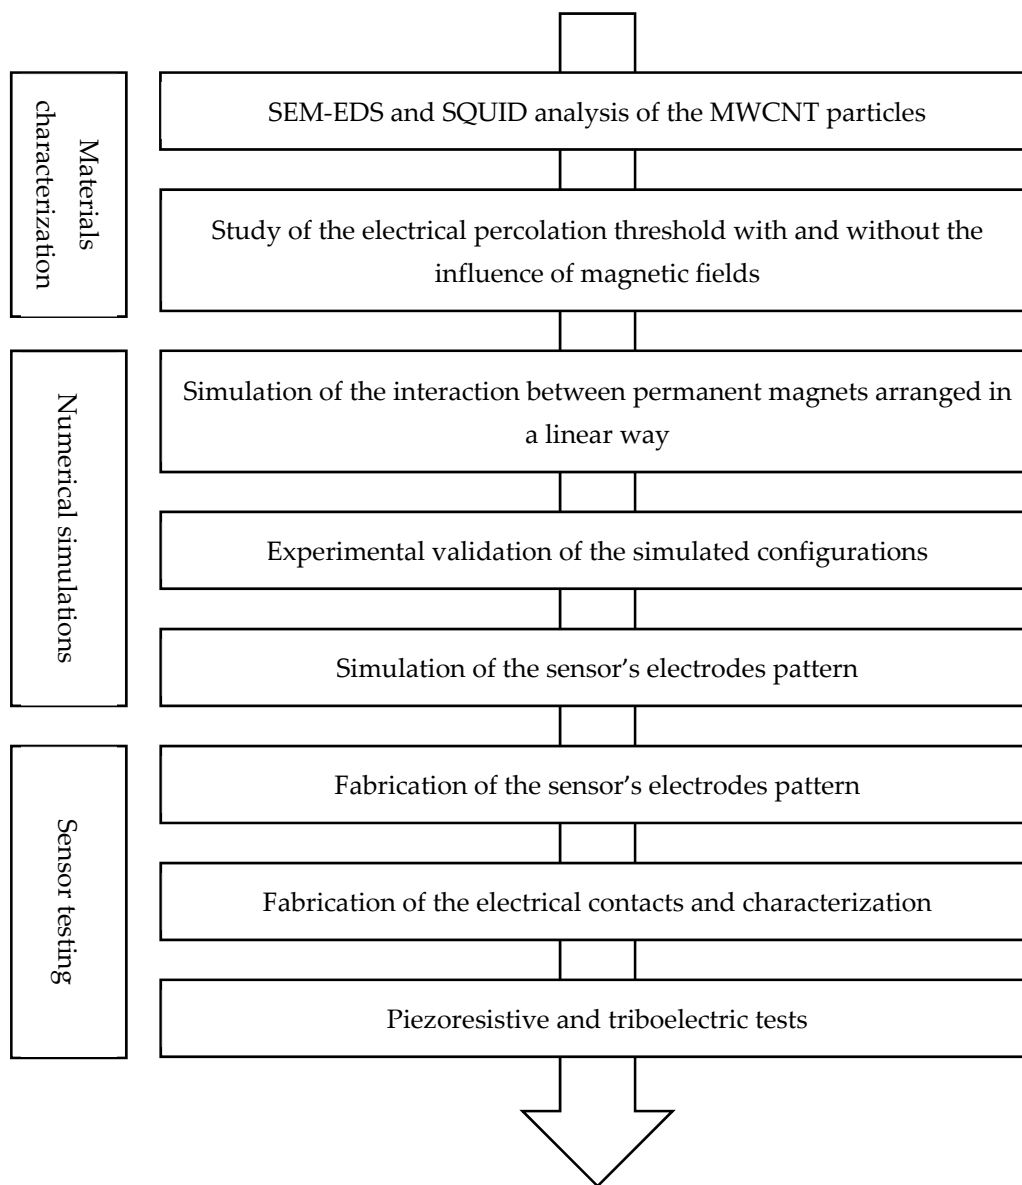 Materials
characterization
SEM-EDS and SQUID analysis of the MWCNT particles
Study of the electrical percolation threshold with and without the
influence of magnetic fields
Numerical simulations
Simulation of the interaction between permanent magnets arranged in
a linear way
Experimental validation of the simulated configurations
Simulation of the sensor’s electrodes pattern
Sensor testing
Fabrication of the sensor’s electrodes pattern
Fabrication of the electrical contacts and characterization
Piezoresistive and triboelectric tests